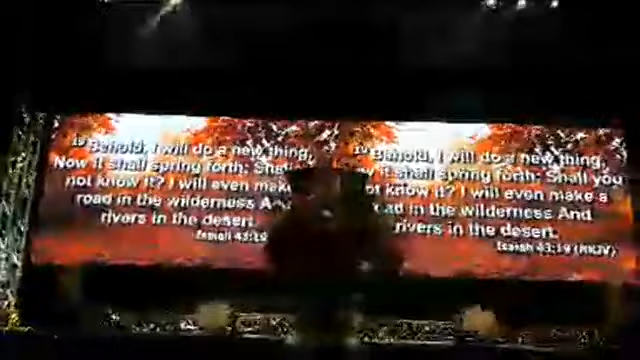 19 Behold, I will do a new thing,
Now it shall spring forth; Shall
not know it? I will even make
road in the wilderness And
rivers in the desert.
Isaiah 43:19
19 Behold, I will do a new thing,
it shall spring forth; Shall you
not know it? I will even make a
road in the wilderness And
rivers in the desert.
Isaiah 43:19 (NKJV)